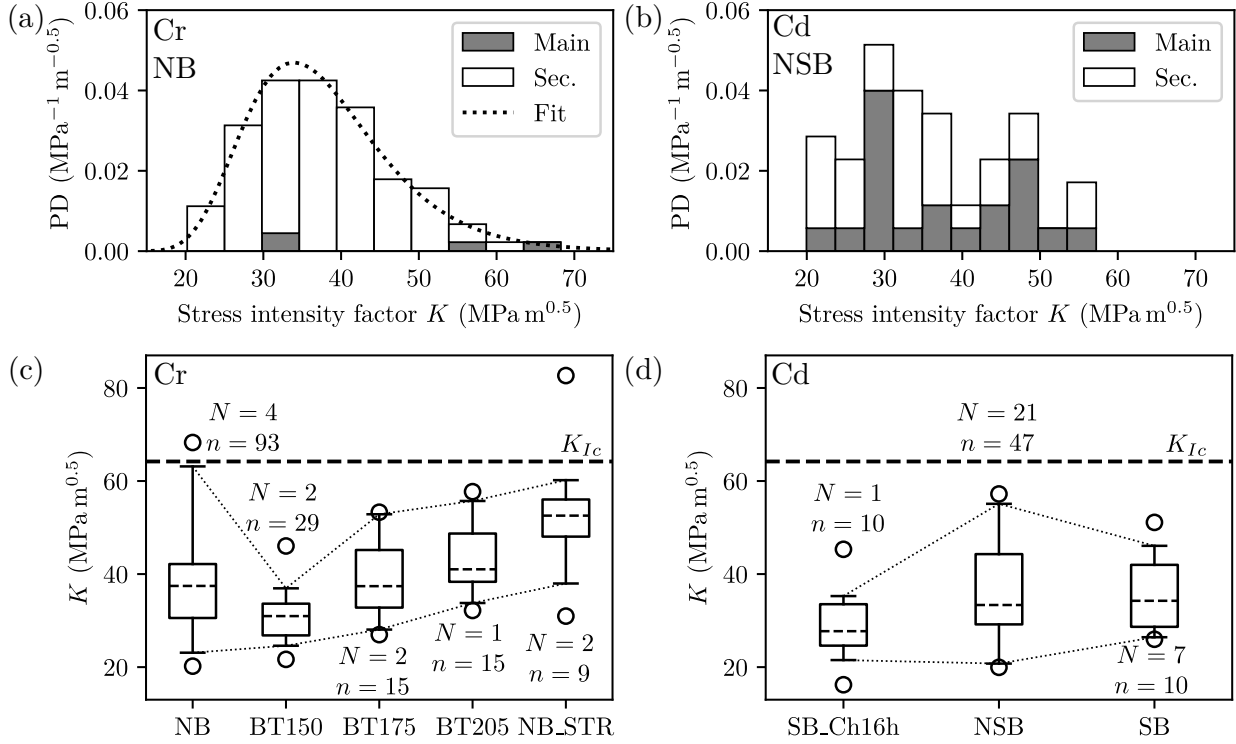 (a)
Cr
NB
Main
Sec.
Fit
PD (MPa⁻¹ m⁻⁰·⁵)
0.06
0.04
0.02
0.00
20 30 40 50 60 70
Stress intensity factor K (MPa m⁰·⁵)
(b)
Cd
NSB
Main
Sec.
PD (MPa⁻¹ m⁻⁰·⁵)
0.06
0.04
0.02
0.00
20 30 40 50 60 70
Stress intensity factor K (MPa m⁰·⁵)
(c)
Cr
K (MPa m⁰·⁵)
80
60
40
20
N = 4
n = 93
K_Ic
N = 2
n = 29
N = 2
n = 15
N = 1
n = 15
N = 2
n = 9
NB BT150 BT175 BT205 NB_STR
(d)
Cd
K (MPa m⁰·⁵)
80
60
40
20
N = 21
n = 47
K_Ic
N = 1
n = 10
N = 7
n = 10
SB_Ch16h NSB SB